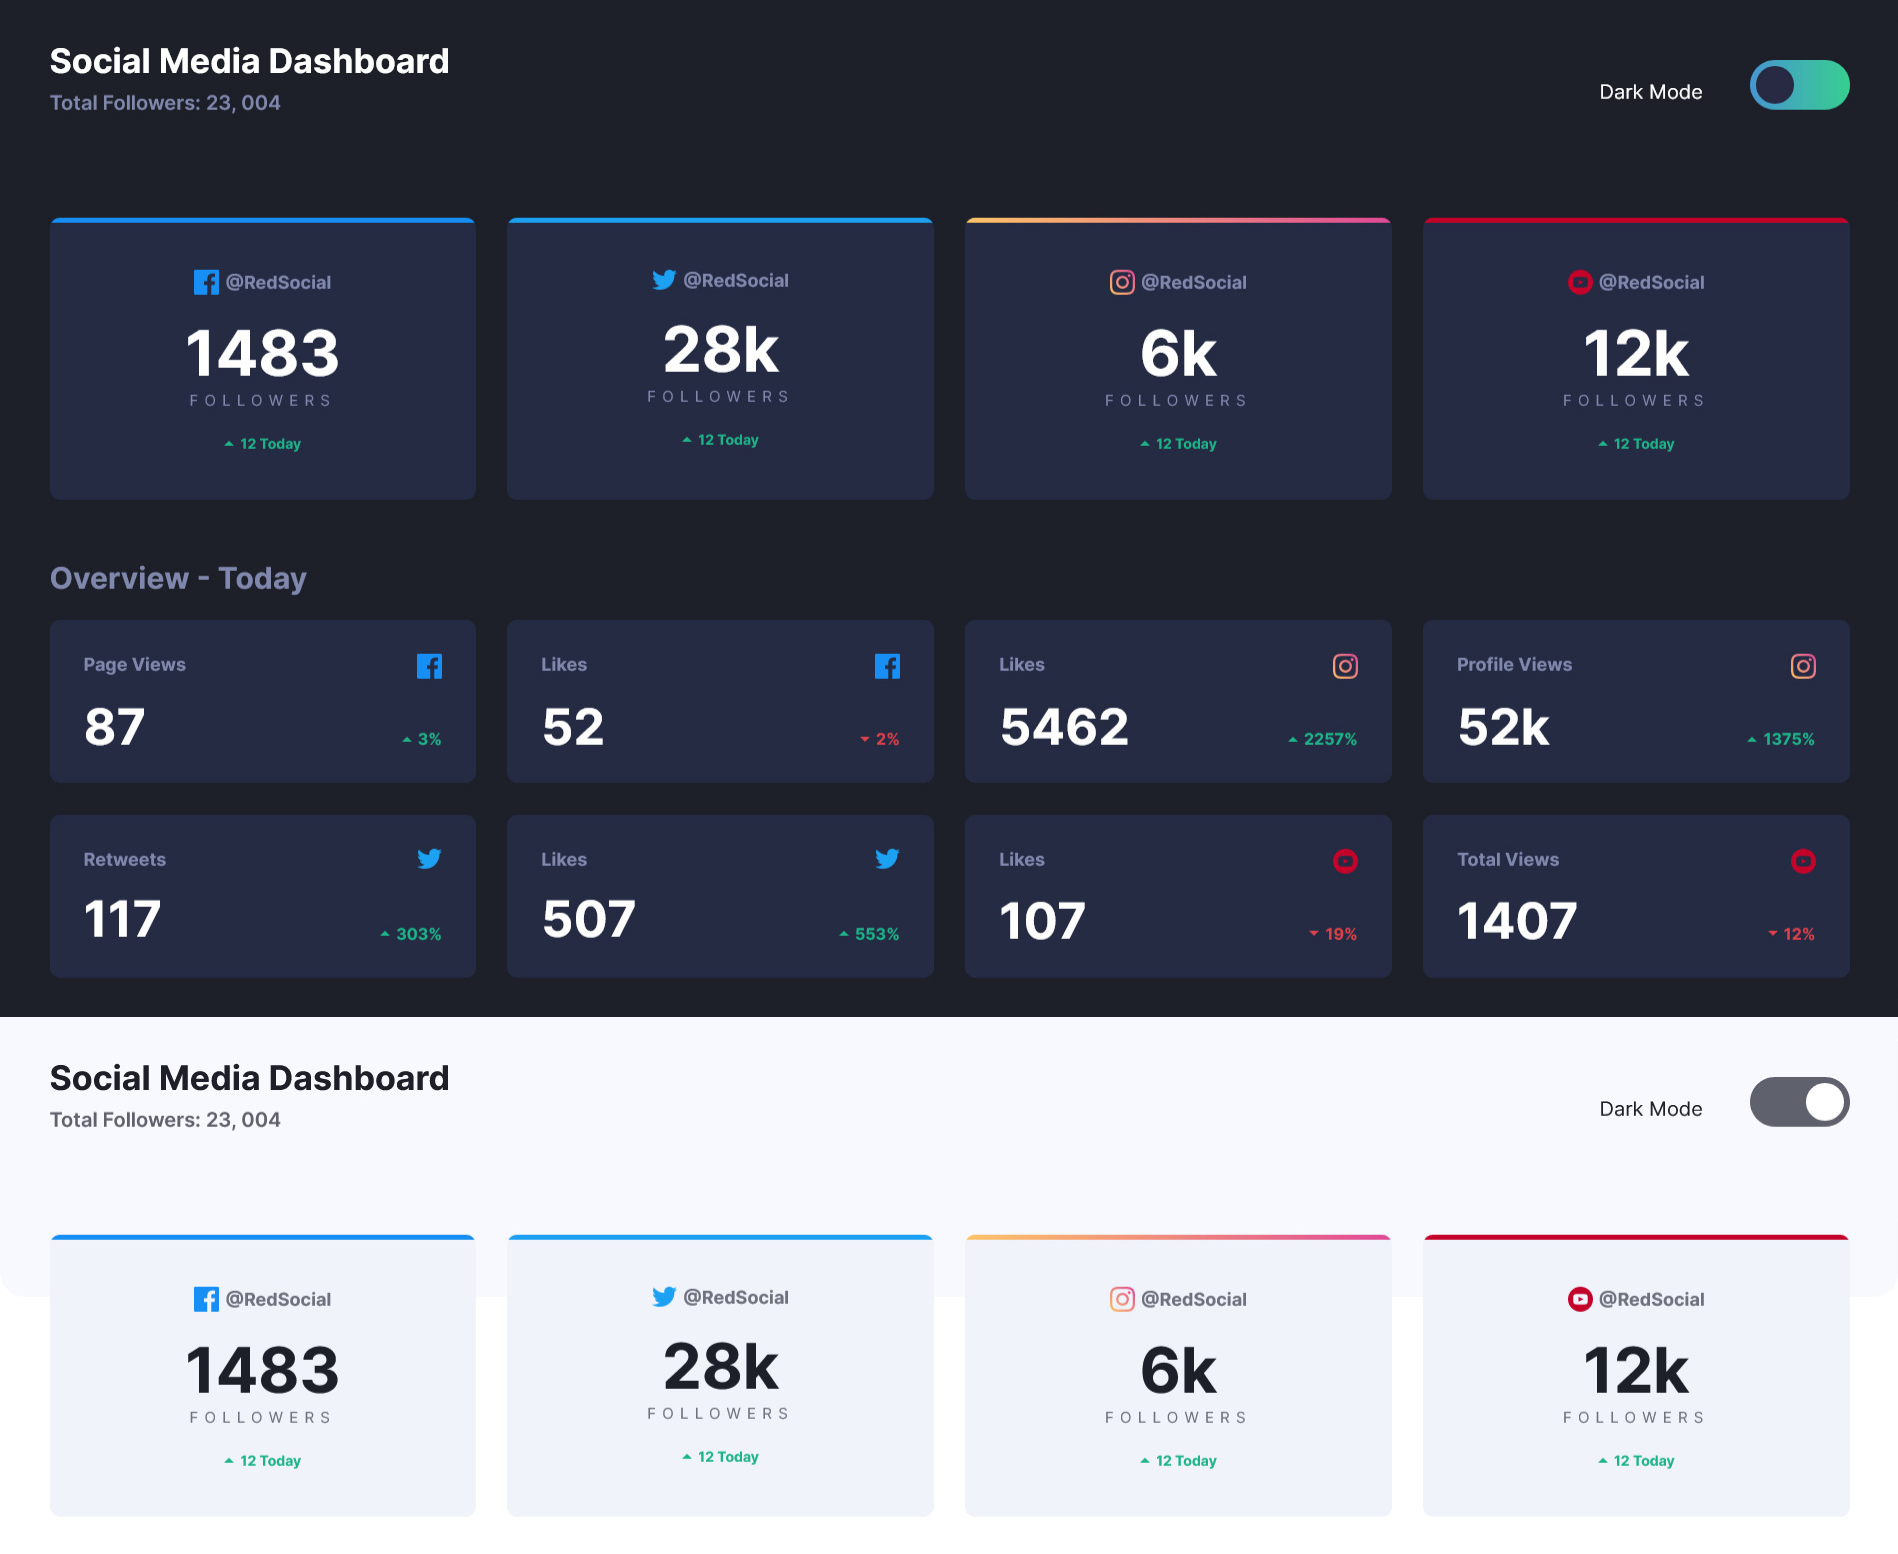 Social Media Dashboard
Total Followers: 23, 004
Dark Mode
@RedSocial
1483
FOLLOWERS
12 Today
@RedSocial
28k
FOLLOWERS
12 Today
@RedSocial
6k
FOLLOWERS
12 Today
@RedSocial
12k
FOLLOWERS
12 Today
Overview - Today
Page Views
87
3%
Likes
52
2%
Likes
5462
2257%
Profile Views
52k
1375%
Retweets
117
303%
Likes
507
553%
Likes
107
19%
Total Views
1407
12%
Social Media Dashboard
Total Followers: 23, 004
Dark Mode
@RedSocial
1483
FOLLOWERS
12 Today
@RedSocial
28k
FOLLOWERS
12 Today
@RedSocial
6k
FOLLOWERS
12 Today
@RedSocial
12k
FOLLOWERS
12 Today